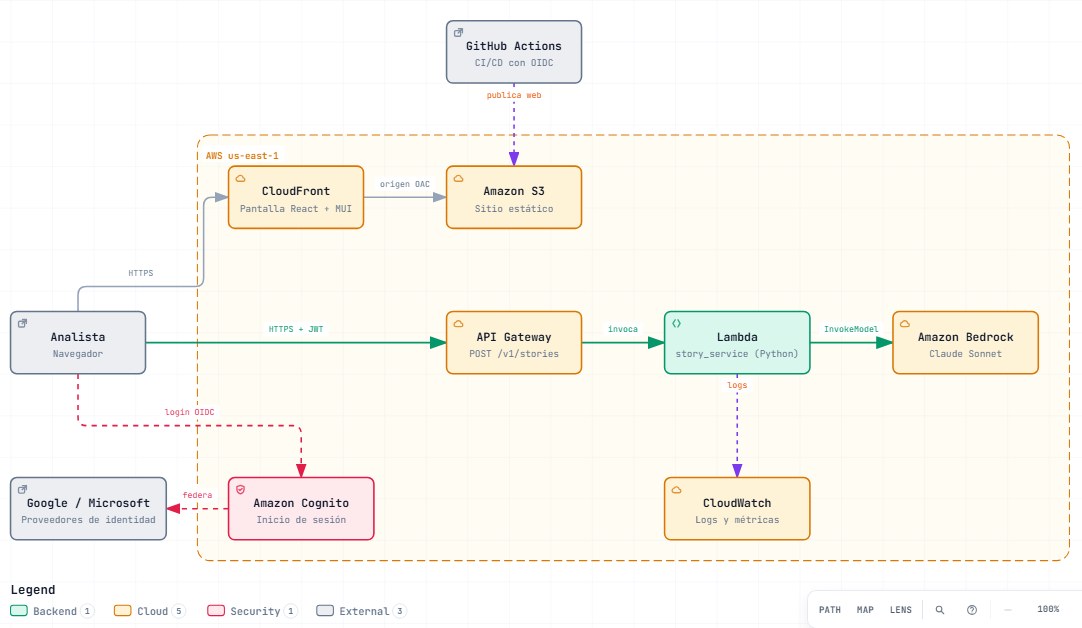 GitHub Actions
CI/CD con OIDC
publica web
AWS us-east-1
CloudFront
Pantalla React + MUI
origen OAC
Amazon S3
Sitio estático
HTTPS
Analista
Navegador
HTTPS + JWT
API Gateway
POST /v1/stories
invoca
Lambda
story_service (Python)
InvokeModel
Amazon Bedrock
Claude Sonnet
logs
login OIDC
Google / Microsoft
Proveedores de identidad
federa
Amazon Cognito
Inicio de sesión
CloudWatch
Logs y métricas
Legend
Backend 1 Cloud 5 Security 1 External 3
PATH MAP LENS 100%